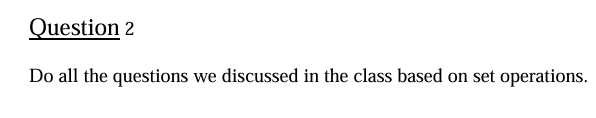 Question 2
Do all the questions we discussed in the class based on set operations.